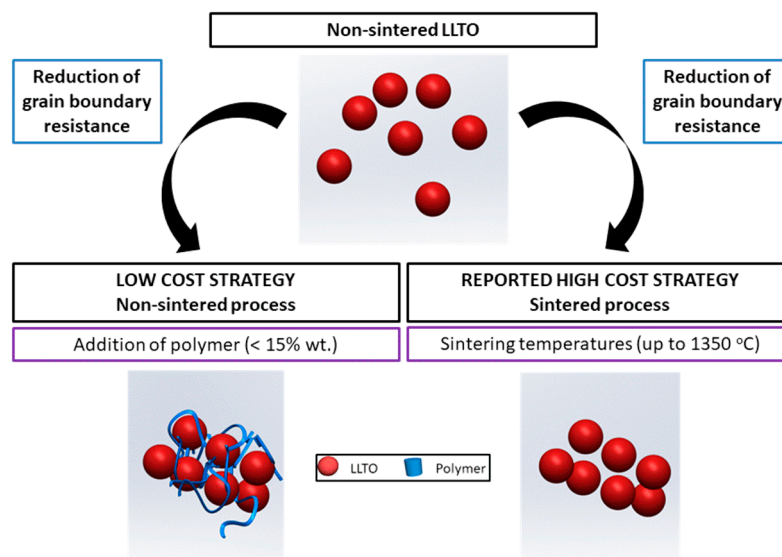 Non-sintered LLTO
Reduction of
grain boundary
resistance
Reduction of
grain boundary
resistance
LOW COST STRATEGY
Non-sintered process
REPORTED HIGH COST STRATEGY
Sintered process
Addition of polymer (< 15% wt.)
Sintering temperatures (up to 1350 °C)
LLTO
Polymer